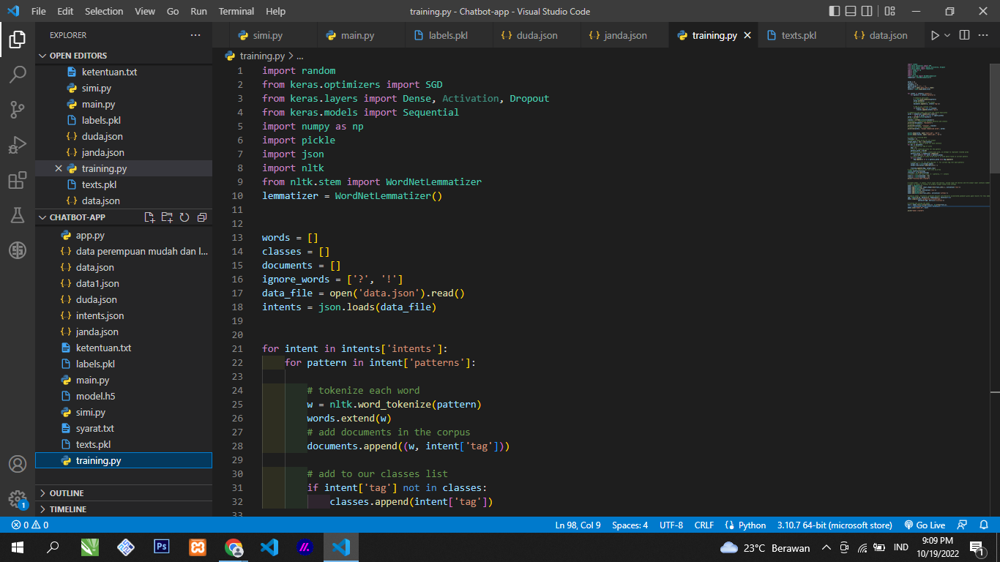 File Edit Selection View Go Run Terminal Help training.py - Chatbot-app - Visual Studio Code
EXPLORER
OPEN EDITORS
ketentuan.txt
simi.py
main.py
labels.pkl
duda.json
janda.json
training.py
texts.pkl
data.json
CHATBOT-APP
app.py
data perempuan mudah dan l...
data.json
data1.json
duda.json
intents.json
janda.json
ketentuan.txt
labels.pkl
main.py
model.h5
simi.py
syarat.txt
texts.pkl
training.py
OUTLINE
TIMELINE
simi.py main.py labels.pkl duda.json janda.json training.py texts.pkl data.json
training.py > ...
1 import random
2 from keras.optimizers import SGD
3 from keras.layers import Dense, Activation, Dropout
4 from keras.models import Sequential
5 import numpy as np
6 import pickle
7 import json
8 import nltk
9 from nltk.stem import WordNetLemmatizer
10 lemmatizer = WordNetLemmatizer()
11
12
13 words = []
14 classes = []
15 documents = []
16 ignore_words = ['?', '!']
17 data_file = open('data.json').read()
18 intents = json.loads(data_file)
19
20
21 for intent in intents['intents']:
22 for pattern in intent['patterns']:
23
24 # tokenize each word
25 w = nltk.word_tokenize(pattern)
26 words.extend(w)
27 # add documents in the corpus
28 documents.append((w, intent['tag']))
29
30 # add to our classes list
31 if intent['tag'] not in classes:
32 classes.append(intent['tag'])
33
1
0 0 Ln 98, Col 9 Spaces: 4 UTF-8 CRLF Python 3.10.7 64-bit (microsoft store) Go Live
Ps 23°C Berawan IND 9:09 PM
10/19/2022 1